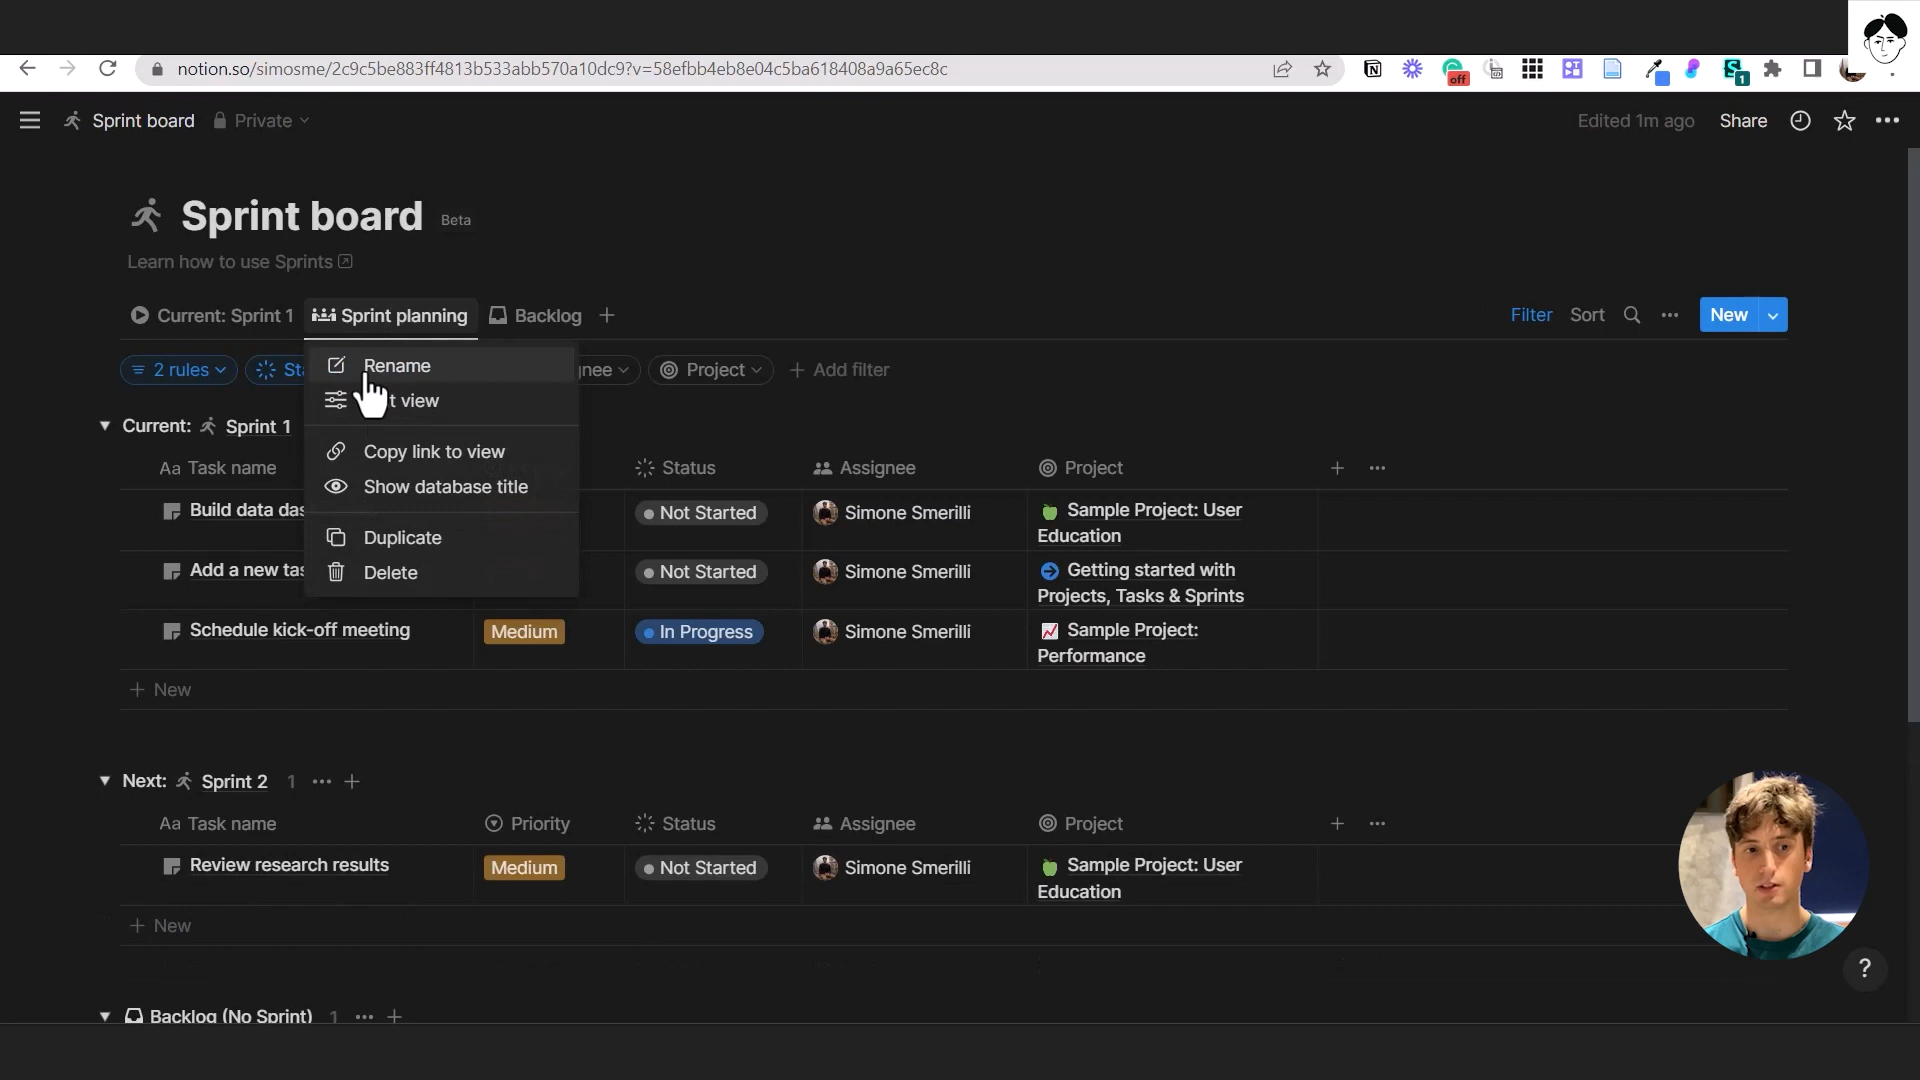 notion.so/simosme/2c9c5be883ff4813b533abb570a10dc9?v=58efbb4eb8e04c5ba618408a9a65ec8c
off
1
Sprint board Private Edited 1m ago Share
Sprint board Beta
Learn how to use Sprints
Current: Sprint 1 Sprint planning Backlog Filter Sort New
2 rules Sta nee Project Add filter
Rename
t view
Current: Sprint 1
Copy link to view
Aa Task name Status Assignee Project
Show database title
Build data das Not Started Simone Smerilli Sample Project: User
Education
Duplicate
Add a new tas Not Started Simone Smerilli Getting started with
Delete
Projects, Tasks & Sprints
Schedule kick-off meeting Medium In Progress Simone Smerilli Sample Project:
Performance
+ New
Next: Sprint 2 1
Aa Task name Priority Status Assignee Project
Review research results Medium Not Started Simone Smerilli Sample Project: User
Education
+ New
?
Backlog (No Sprint) 1